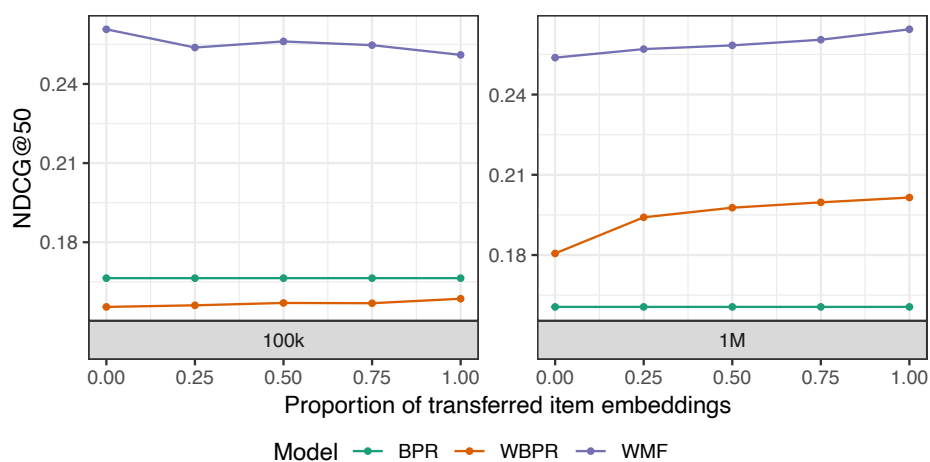 NDCG@50
0.24
0.21
0.18
0.24
0.21
0.18
100k
1M
0.00 0.25 0.50 0.75 1.00
0.00 0.25 0.50 0.75 1.00
Proportion of transferred item embeddings
Model BPR WBPR WMF